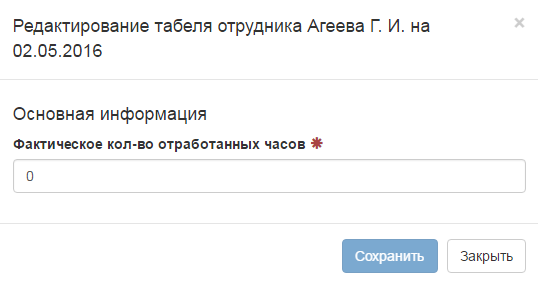 Редактирование табеля отрудника Агеева Г. И. на
02.05.2016
×
Основная информация
Фактическое кол-во отработанных часов *
0
Сохранить
Закрыть